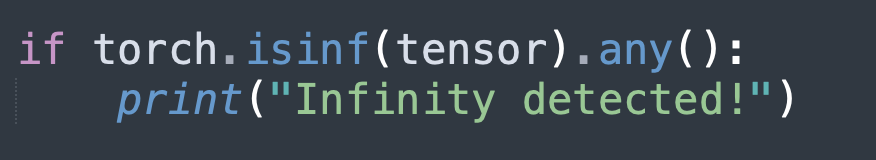 if torch.isinf(tensor).any():
    print("Infinity detected!")